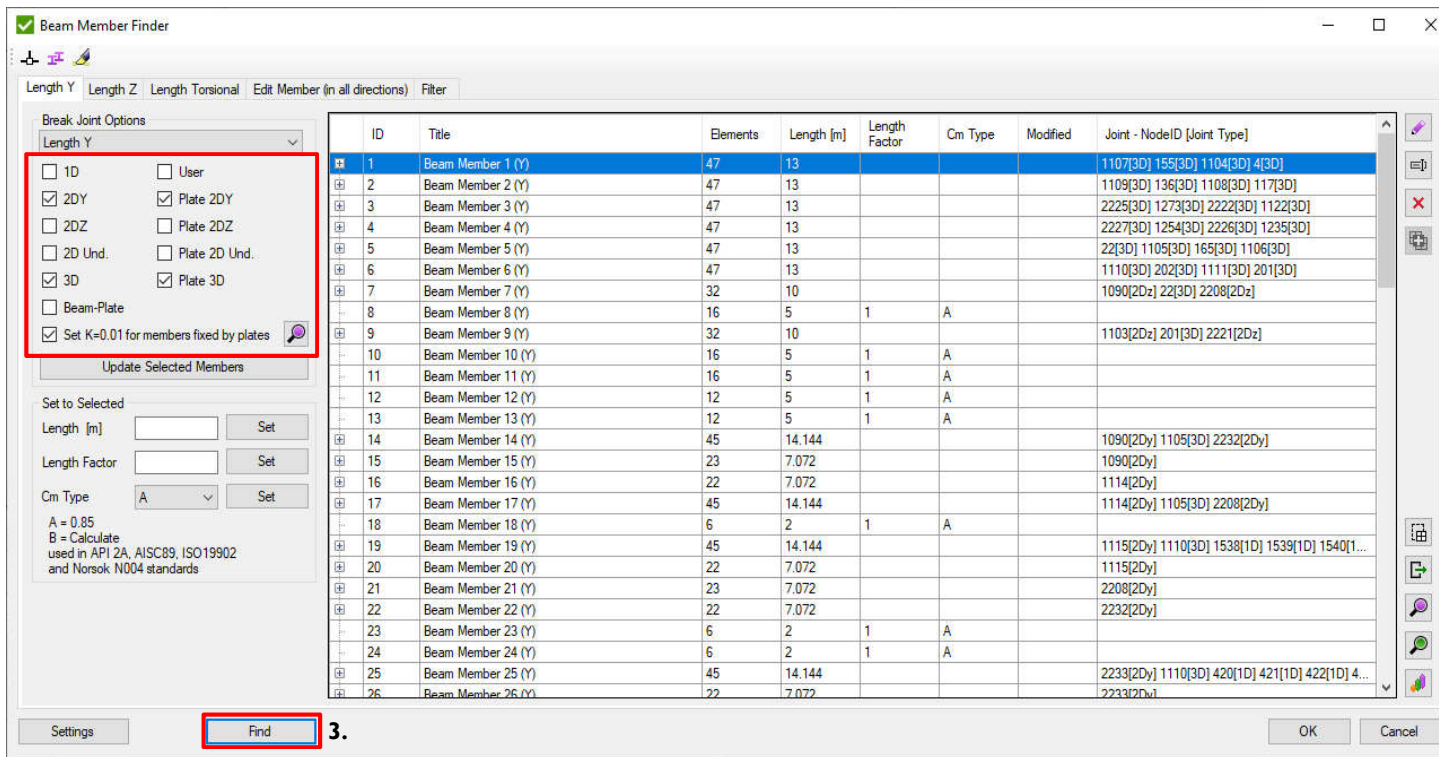 Beam Member Finder
Length Y Length Z Length Torsional Edit Member (in all directions) Filter
Break Joint Options
Length Y
1D User
2DY Plate 2DY
2DZ Plate 2DZ
2D Und. Plate 2D Und.
3D Plate 3D
Beam-Plate
Set K=0.01 for members fixed by plates
Update Selected Members
Set to Selected
Length [m] Set
Length Factor Set
Cm Type A Set
A = 0.85
B = Calculate
used in API 2A, AISC89, ISO19902
and Norsok N004 standards
ID Title Elements Length [m] Length Factor Cm Type Modified Joint - NodeID [Joint Type]
1 Beam Member 1 (Y) 47 13 1107[3D] 155[3D] 1104[3D] 4[3D]
2 Beam Member 2 (Y) 47 13 1109[3D] 136[3D] 1108[3D] 117[3D]
3 Beam Member 3 (Y) 47 13 2225[3D] 1273[3D] 2222[3D] 1122[3D]
4 Beam Member 4 (Y) 47 13 2227[3D] 1254[3D] 2226[3D] 1235[3D]
5 Beam Member 5 (Y) 47 13 22[3D] 1105[3D] 165[3D] 1106[3D]
6 Beam Member 6 (Y) 47 13 1110[3D] 202[3D] 1111[3D] 201[3D]
7 Beam Member 7 (Y) 32 10 1090[2Dz] 22[3D] 2208[2Dz]
8 Beam Member 8 (Y) 16 5 1 A
9 Beam Member 9 (Y) 32 10 1103[2Dz] 201[3D] 2221[2Dz]
10 Beam Member 10 (Y) 16 5 1 A
11 Beam Member 11 (Y) 16 5 1 A
12 Beam Member 12 (Y) 12 5 1 A
13 Beam Member 13 (Y) 12 5 1 A
14 Beam Member 14 (Y) 45 14.144 1090[2Dy] 1105[3D] 2232[2Dy]
15 Beam Member 15 (Y) 23 7.072 1090[2Dy]
16 Beam Member 16 (Y) 22 7.072 1114[2Dy]
17 Beam Member 17 (Y) 45 14.144 1114[2Dy] 1105[3D] 2208[2Dy]
18 Beam Member 18 (Y) 6 2 1 A
19 Beam Member 19 (Y) 45 14.144 1115[2Dy] 1110[3D] 1538[1D] 1539[1D] 1540[1...
20 Beam Member 20 (Y) 22 7.072 1115[2Dy]
21 Beam Member 21 (Y) 23 7.072 2208[2Dy]
22 Beam Member 22 (Y) 22 7.072 2232[2Dy]
23 Beam Member 23 (Y) 6 2 1 A
24 Beam Member 24 (Y) 6 2 1 A
25 Beam Member 25 (Y) 45 14.144 2233[2Dy] 1110[3D] 420[1D] 421[1D] 422[1D] 4...
26 Beam Member 26 (Y) 22 7.072 2233[2Dy]
Settings Find 3. OK Cancel